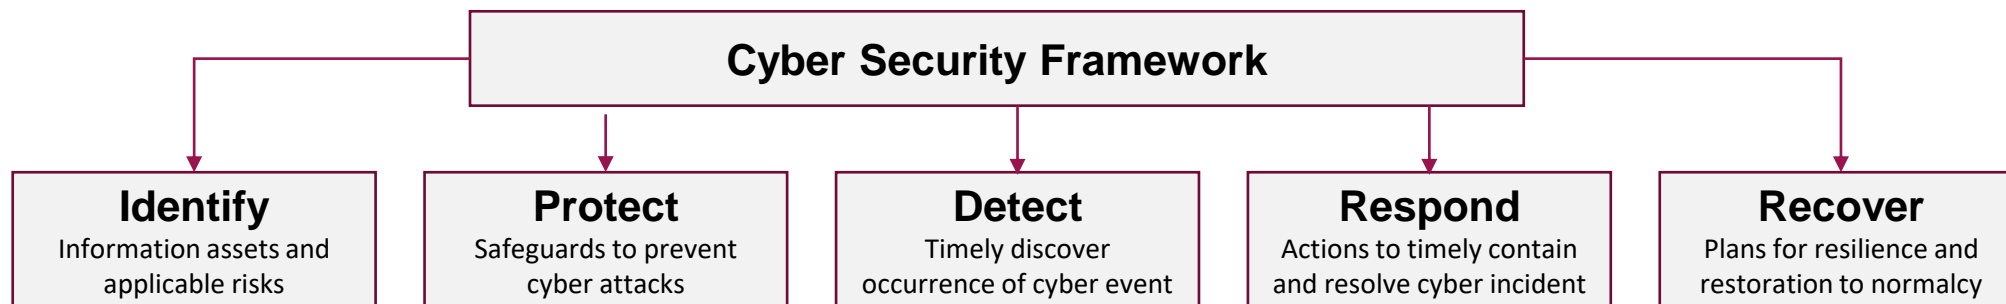 Cyber Security Framework
Identify
Information assets and
applicable risks
Protect
Safeguards to prevent
cyber attacks
Detect
Timely discover
occurrence of cyber event
Respond
Actions to timely contain
and resolve cyber incident
Recover
Plans for resilience and
restoration to normalcy